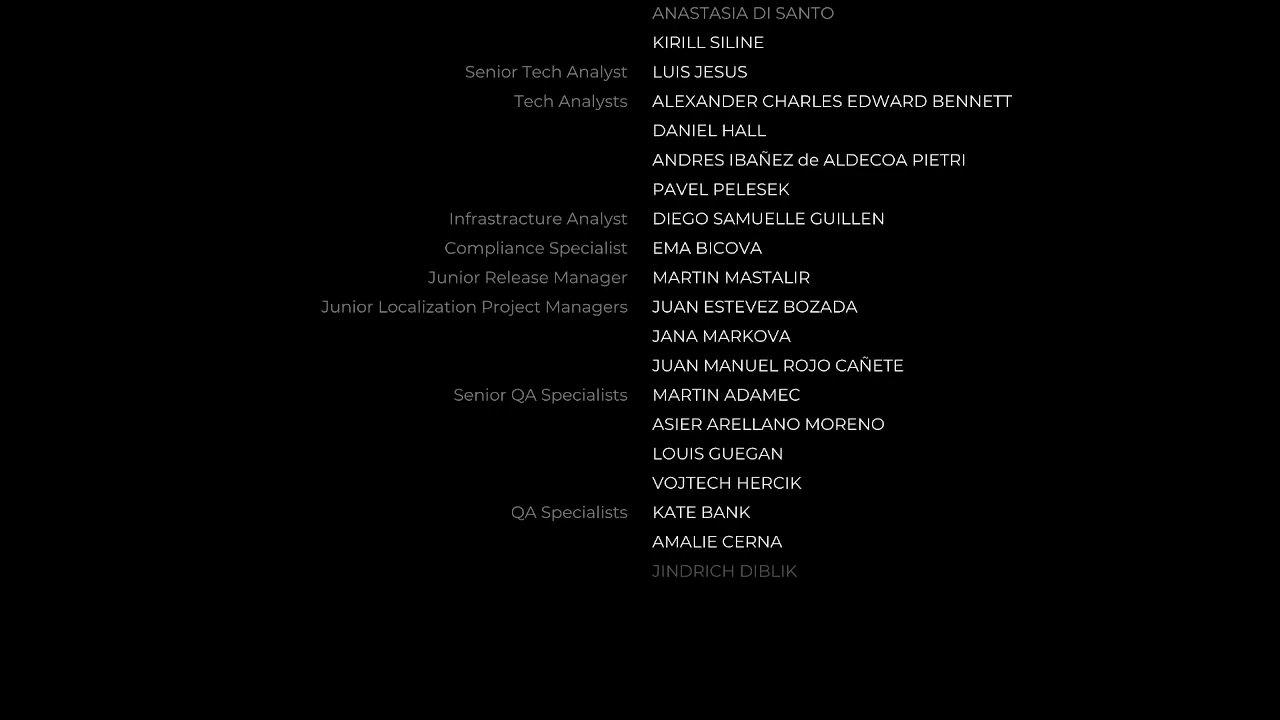 ANASTASIA DI SANTO
KIRILL SILINE
Senior Tech Analyst LUIS JESUS
Tech Analysts ALEXANDER CHARLES EDWARD BENNETT
DANIEL HALL
ANDRES IBAÑEZ de ALDECOA PIETRI
PAVEL PELESEK
Infrastracture Analyst DIEGO SAMUELLE GUILLEN
Compliance Specialist EMA BICOVA
Junior Release Manager MARTIN MASTALIR
Junior Localization Project Managers JUAN ESTEVEZ BOZADA
JANA MARKOVA
JUAN MANUEL ROJO CAÑETE
Senior QA Specialists MARTIN ADAMEC
ASIER ARELLANO MORENO
LOUIS GUEGAN
VOJTECH HERCIK
QA Specialists KATE BANK
AMALIE CERNA
JINDRICH DIBLIK